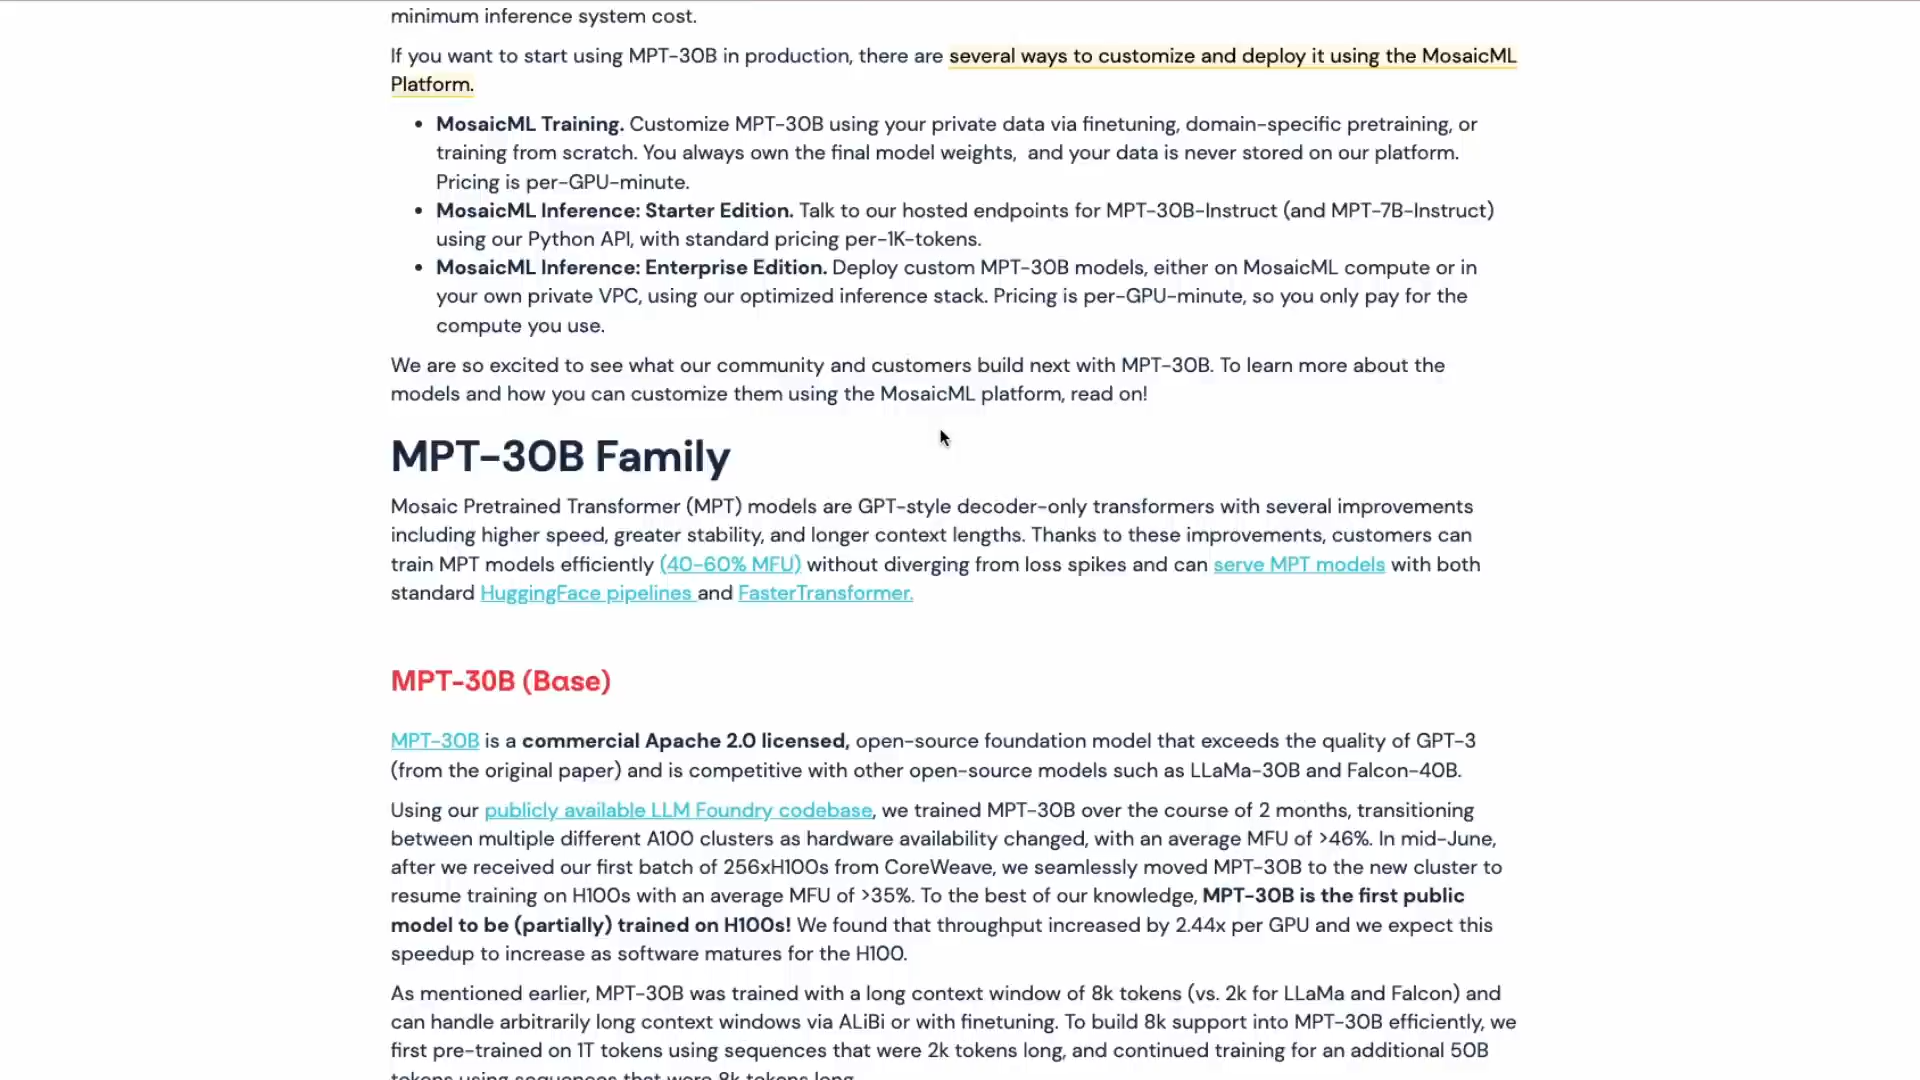 minimum inference system cost.
If you want to start using MPT-30B in production, there are several ways to customize and deploy it using the MosaicML
Platform.
• MosaicML Training. Customize MPT-30B using your private data via finetuning, domain-specific pretraining, or
training from scratch. You always own the final model weights,  and your data is never stored on our platform.
Pricing is per-GPU-minute.
• MosaicML Inference: Starter Edition. Talk to our hosted endpoints for MPT-30B-Instruct (and MPT-7B-Instruct)
using our Python API, with standard pricing per-1K-tokens.
• MosaicML Inference: Enterprise Edition. Deploy custom MPT-30B models, either on MosaicML compute or in
your own private VPC, using our optimized inference stack. Pricing is per-GPU-minute, so you only pay for the
compute you use.
We are so excited to see what our community and customers build next with MPT-30B. To learn more about the
models and how you can customize them using the MosaicML platform, read on!
MPT-30B Family
Mosaic Pretrained Transformer (MPT) models are GPT-style decoder-only transformers with several improvements
including higher speed, greater stability, and longer context lengths. Thanks to these improvements, customers can
train MPT models efficiently (40-60% MFU) without diverging from loss spikes and can serve MPT models with both
standard HuggingFace pipelines and FasterTransformer.
MPT-30B (Base)
MPT-30B is a commercial Apache 2.0 licensed, open-source foundation model that exceeds the quality of GPT-3
(from the original paper) and is competitive with other open-source models such as LLaMa-30B and Falcon-40B.
Using our publicly available LLM Foundry codebase, we trained MPT-30B over the course of 2 months, transitioning
between multiple different A100 clusters as hardware availability changed, with an average MFU of >46%. In mid-June,
after we received our first batch of 256xH100s from CoreWeave, we seamlessly moved MPT-30B to the new cluster to
resume training on H100s with an average MFU of >35%. To the best of our knowledge, MPT-30B is the first public
model to be (partially) trained on H100s! We found that throughput increased by 2.44x per GPU and we expect this
speedup to increase as software matures for the H100.
As mentioned earlier, MPT-30B was trained with a long context window of 8k tokens (vs. 2k for LLaMa and Falcon) and
can handle arbitrarily long context windows via ALiBi or with finetuning. To build 8k support into MPT-30B efficiently, we
first pre-trained on 1T tokens using sequences that were 2k tokens long, and continued training for an additional 50B
tokens using sequences that were 8k tokens long.